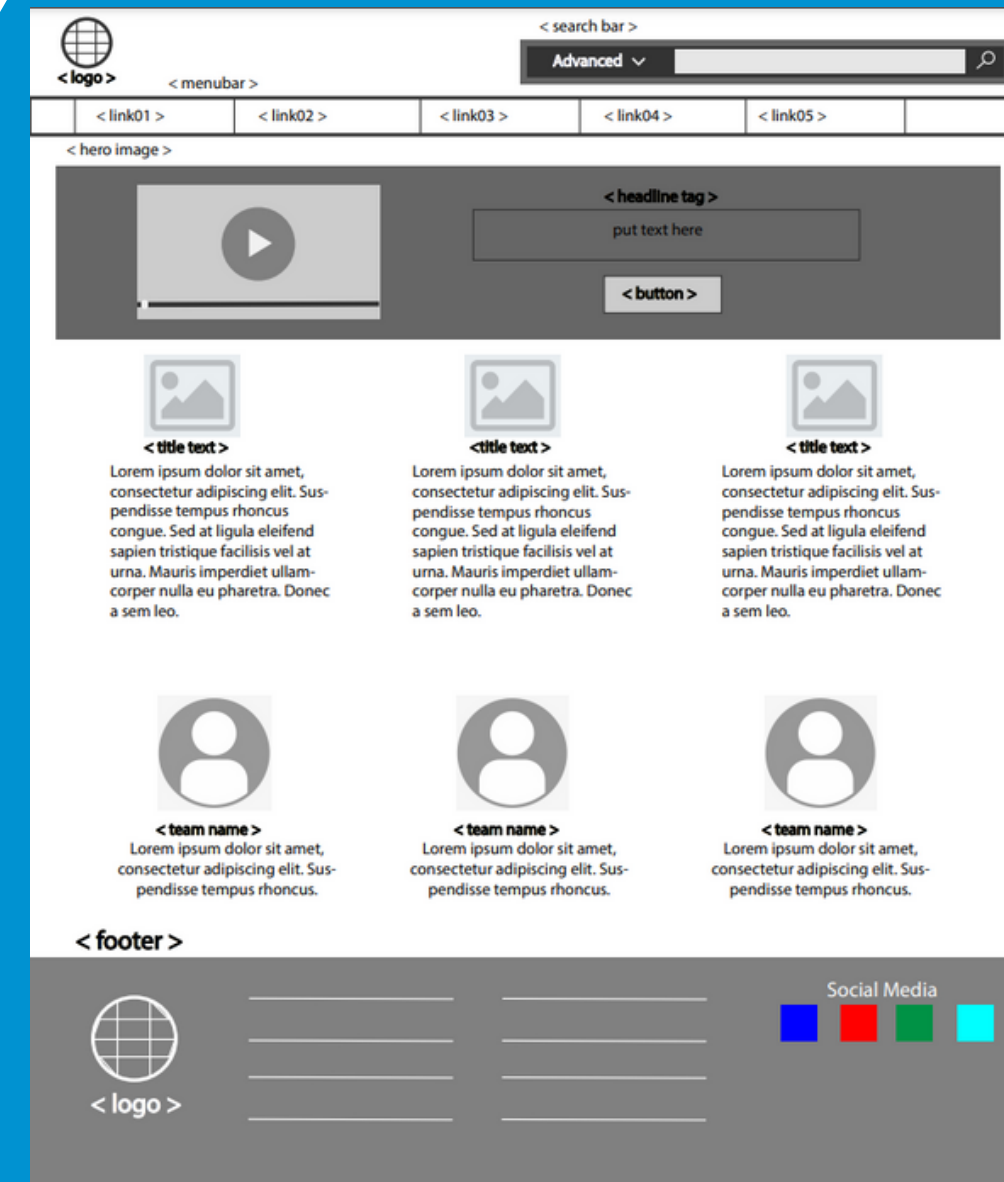 < search bar >
Advanced
< logo >
< menubar >
< link01 >
< link02 >
< link03 >
< link04 >
< link05 >
< hero image >
< headline tag >
put text here
< button >
< title text >
Lorem ipsum dolor sit amet,
consectetur adipiscing elit. Sus-
pendisse tempus rhoncus
congue. Sed at ligula eleifend
sapien tristique facilisis vel at
urna. Mauris imperdiet ullam-
corper nulla eu pharetra. Donec
a sem leo.
<title text >
Lorem ipsum dolor sit amet,
consectetur adipiscing elit. Sus-
pendisse tempus rhoncus
congue. Sed at ligula eleifend
sapien tristique facilisis vel at
urna. Mauris imperdiet ullam-
corper nulla eu pharetra. Donec
a sem leo.
< title text >
Lorem ipsum dolor sit amet,
consectetur adipiscing elit. Sus-
pendisse tempus rhoncus
congue. Sed at ligula eleifend
sapien tristique facilisis vel at
urna. Mauris imperdiet ullam-
corper nulla eu pharetra. Donec
a sem leo.
< team name >
Lorem ipsum dolor sit amet,
consectetur adipiscing elit. Sus-
pendisse tempus rhoncus.
< team name >
Lorem ipsum dolor sit amet,
consectetur adipiscing elit. Sus-
pendisse tempus rhoncus.
< team name >
Lorem ipsum dolor sit amet,
consectetur adipiscing elit. Sus-
pendisse tempus rhoncus.
< footer >
< logo >
Social Media